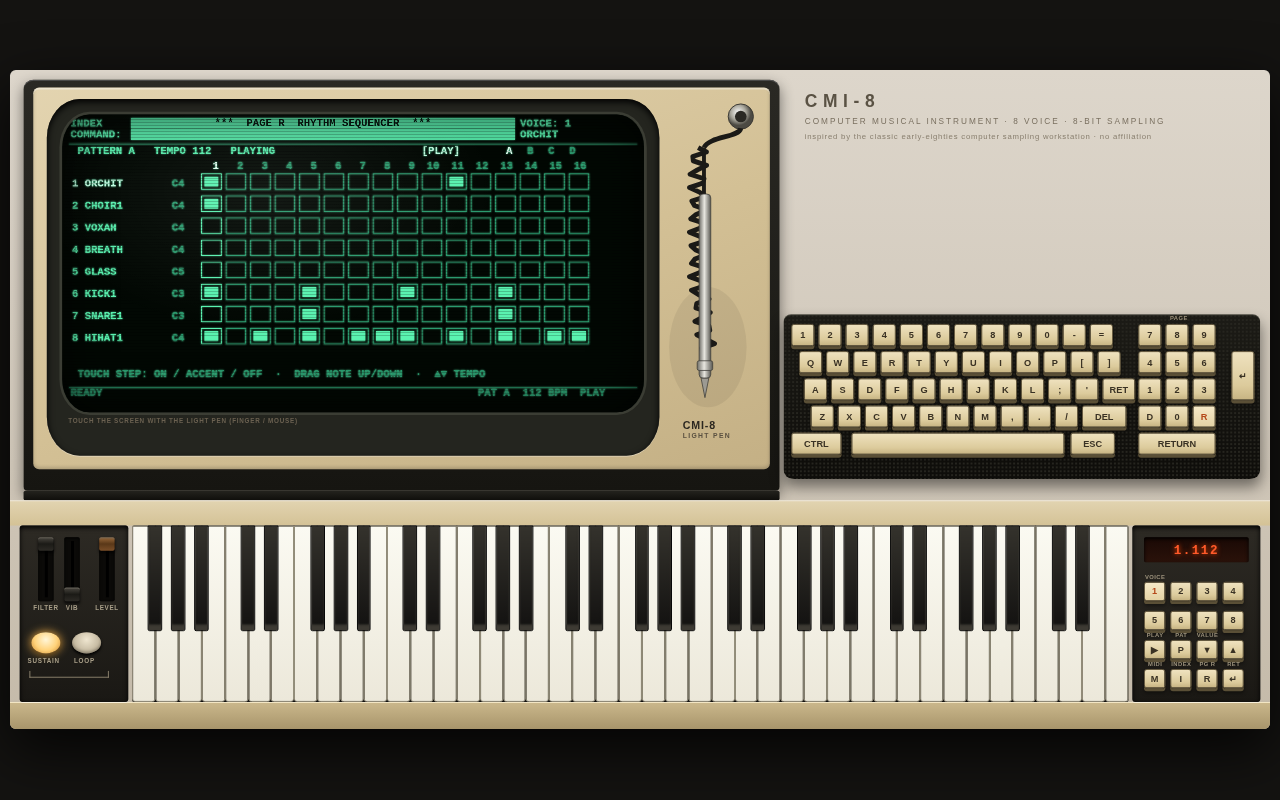 CMI-8
COMPUTER MUSICAL INSTRUMENT · 8 VOICE · 8-BIT SAMPLING
inspired by the classic early-eighties computer sampling workstation · no affiliation
INDEX *** PAGE R RHYTHM SEQUENCER *** VOICE: 1
COMMAND: ORCHIT
PATTERN A TEMPO 112 PLAYING [PLAY] A B C D
1 2 3 4 5 6 7 8 9 10 11 12 13 14 15 16
1 ORCHIT C4
2 CHOIR1 C4
3 VOXAH C4
4 BREATH C4
5 GLASS C5
6 KICK1 C3
7 SNARE1 C3
8 HIHAT1 C4
TOUCH STEP: ON / ACCENT / OFF · DRAG NOTE UP/DOWN · ▲▼ TEMPO
READY PAT A 112 BPM PLAY
TOUCH THE SCREEN WITH THE LIGHT PEN (FINGER / MOUSE)
CMI-8
LIGHT PEN
PAGE
1 2 3 4 5 6 7 8 9 0 - = 7 8 9
Q W E R T Y U I O P [ ] 4 5 6 ↵
A S D F G H J K L ; ' RET 1 2 3
Z X C V B N M , . / DEL D 0 R
CTRL ESC RETURN
FILTER VIB LEVEL
SUSTAIN LOOP
1.112
VOICE
1 2 3 4
5 6 7 8
PLAY PAT VALUE
▶ P ▼ ▲
MIDI INDEX PG R RET
M I R ↵